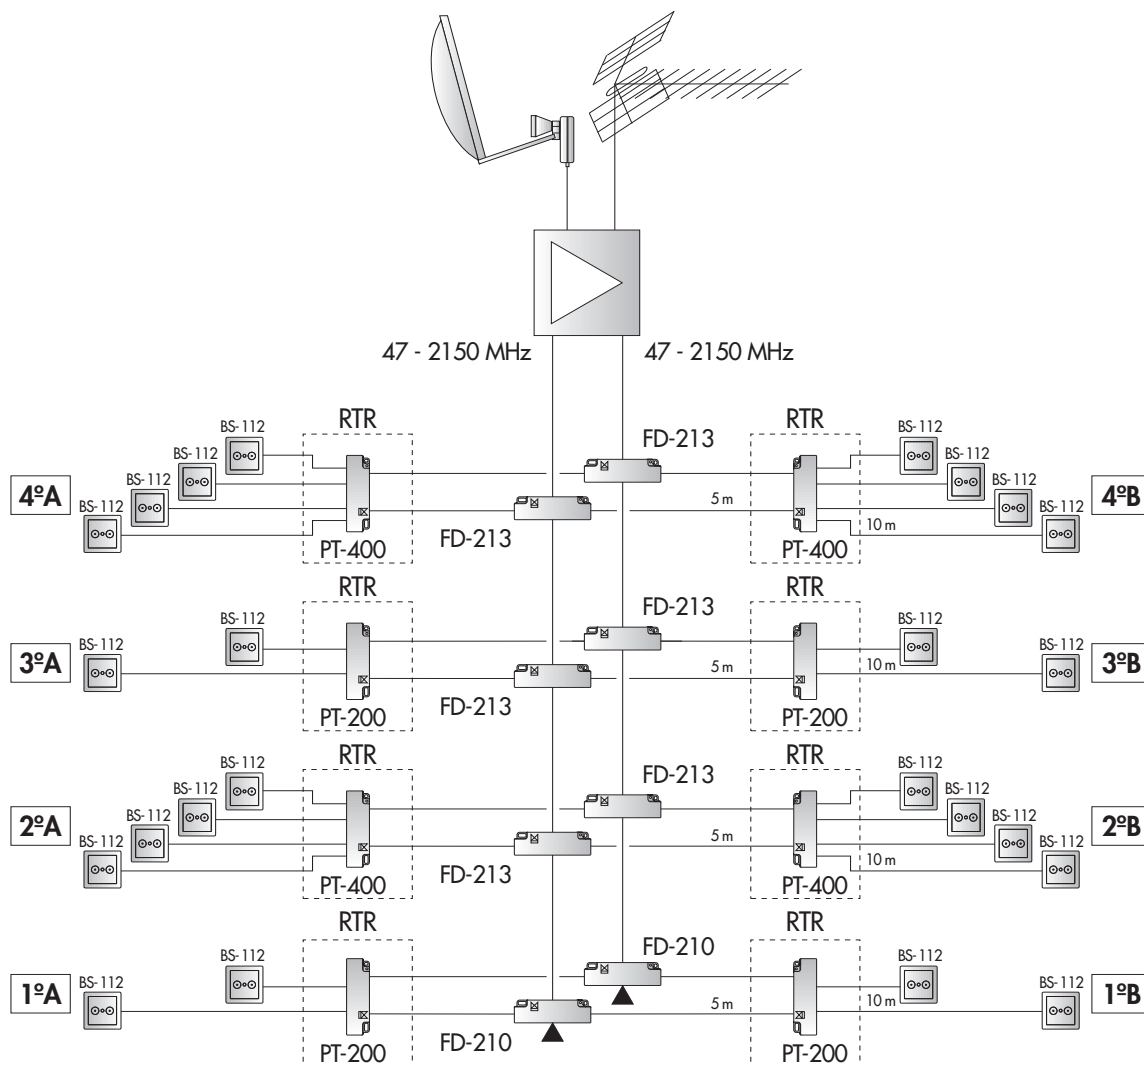 47 - 2150 MHz 47 - 2150 MHz
RTR RTR
BS-112 FD-213 BS-112
BS-112 BS-112
4ºA BS-112 5 m BS-112 4ºB
BS-112 FD-213 10 m BS-112
PT-400 PT-400
RTR FD-213 RTR
BS-112 BS-112
3ºA BS-112 5 m 10 m BS-112 3ºB
PT-200 FD-213 PT-200
RTR FD-213 RTR
BS-112 BS-112
BS-112 BS-112
2ºA BS-112 5 m BS-112 2ºB
BS-112 FD-213 10 m BS-112
PT-400 PT-400
RTR FD-210 RTR
BS-112 BS-112
1ºA BS-112 5 m 10 m BS-112 1ºB
PT-200 FD-210 PT-200